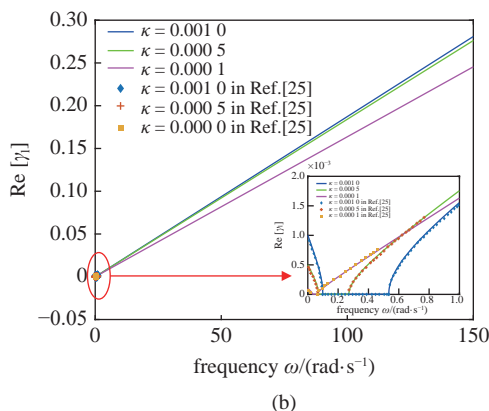 0.30
0.25
0.20
0.15
0.10
0.05
0
−0.05
Re [γ₁]
κ = 0.001 0
κ = 0.000 5
κ = 0.000 1
κ = 0.001 0 in Ref.[25]
κ = 0.000 5 in Ref.[25]
κ = 0.000 0 in Ref.[25]
×10⁻³
2.0
1.5
1.0
0.5
0
Re [γ₁]
κ = 0.001 0
κ = 0.000 5
κ = 0.000 1
κ = 0.001 0 in Ref.[25]
κ = 0.000 5 in Ref.[25]
κ = 0.000 1 in Ref.[25]
0 0.2 0.4 0.6 0.8 1.0
frequency ω/(rad·s⁻¹)
0 50 100 150
frequency ω/(rad·s⁻¹)
(b)